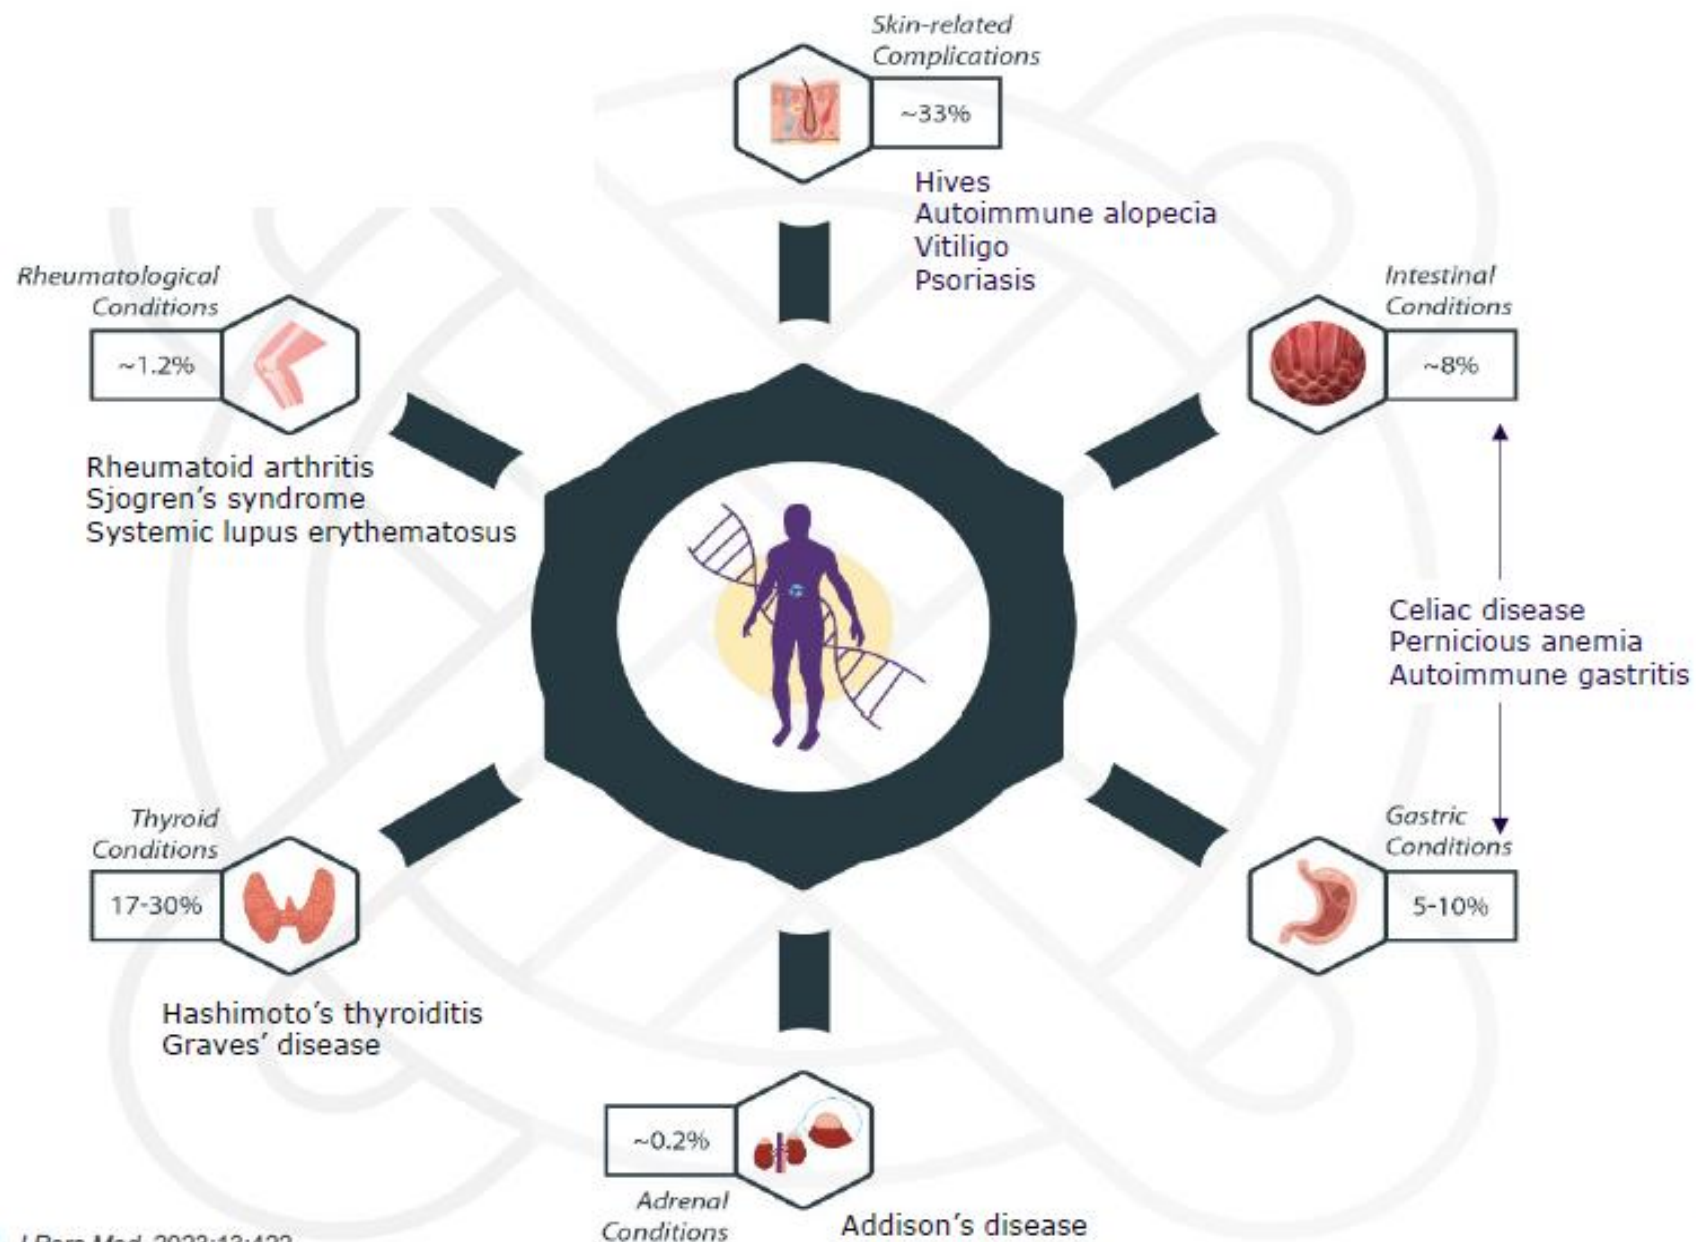 Skin-related
Complications
~33%
Hives
Autoimmune alopecia
Vitiligo
Psoriasis
Rheumatological
Conditions
~1.2%
Rheumatoid arthritis
Sjogren’s syndrome
Systemic lupus erythematosus
Intestinal
Conditions
~8%
Celiac disease
Pernicious anemia
Autoimmune gastritis
Gastric
Conditions
5-10%
Thyroid
Conditions
17-30%
Hashimoto’s thyroiditis
Graves’ disease
~0.2%
Adrenal
Conditions
Addison’s disease